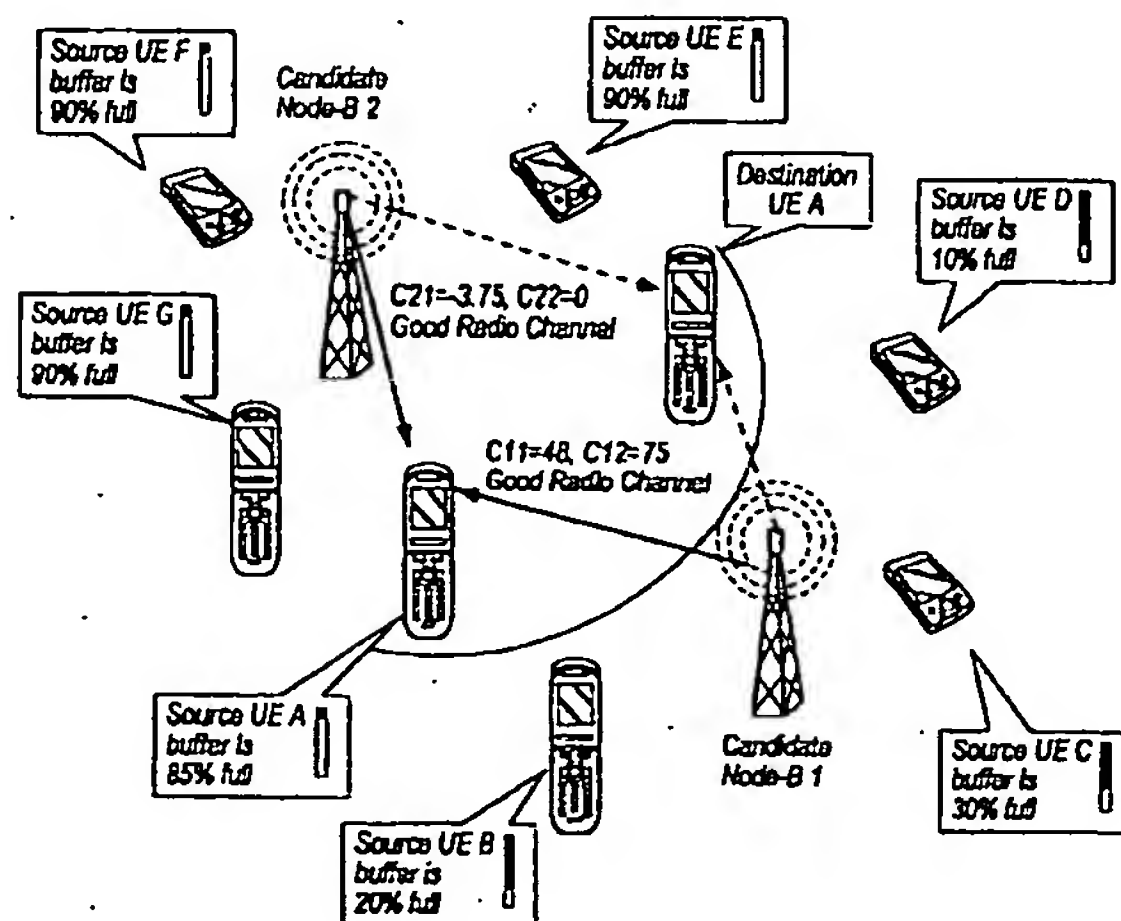 Source UE F
buffer is
90% full
Candidate
Node-B 2
Source UE E
buffer is
90% full
Destination
UE A
Source UE D
buffer is
10% full
C21=-3.75, C22=0
Good Radio Channel
Source UE G
buffer is
90% full
C11=48, C12=75
Good Radio Channel
Source UE A
buffer is
85% full
Candidate
Node-B 1
Source UE C
buffer is
30% full
Source UE B
buffer is
20% full